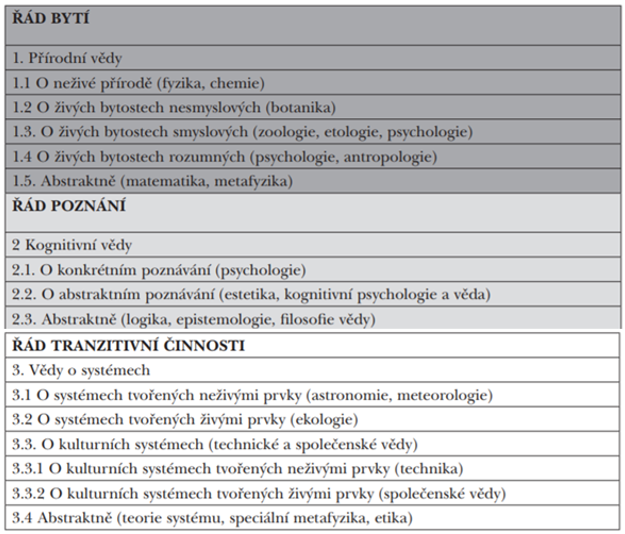 ŘÁD BYTÍ
1. Přírodní vědy
1.1 O neživé přírodě (fyzika, chemie)
1.2 O živých bytostech nesmyslových (botanika)
1.3. O živých bytostech smyslových (zoologie, etologie, psychologie)
1.4 O živých bytostech rozumných (psychologie, antropologie)
1.5. Abstraktně (matematika, metafyzika)
ŘÁD POZNÁNÍ
2 Kognitivní vědy
2.1. O konkrétním poznávání (psychologie)
2.2. O abstraktním poznávání (estetika, kognitivní psychologie a věda)
2.3. Abstraktně (logika, epistemologie, filosofie vědy)
ŘÁD TRANZITIVNÍ ČINNOSTI
3. Vědy o systémech
3.1 O systémech tvořených neživými prvky (astronomie, meteorologie)
3.2 O systémech tvořených živými prvky (ekologie)
3.3. O kulturních systémech (technické a společenské vědy)
3.3.1 O kulturních systémech tvořených neživými prvky (technika)
3.3.2 O kulturních systémech tvořených živými prvky (společenské vědy)
3.4 Abstraktně (teorie systému, speciální metafyzika, etika)